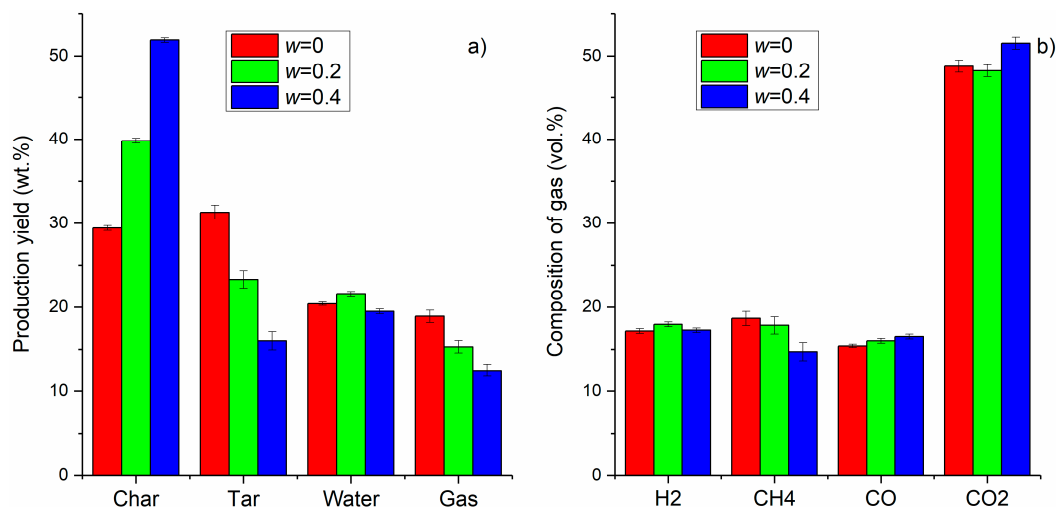 Production yield (wt.%)
50
40
30
20
10
0
w=0
w=0.2
w=0.4
a)
Char Tar Water Gas
Composition of gas (vol.%)
50
40
30
20
10
0
w=0
w=0.2
w=0.4
b)
H2 CH4 CO CO2